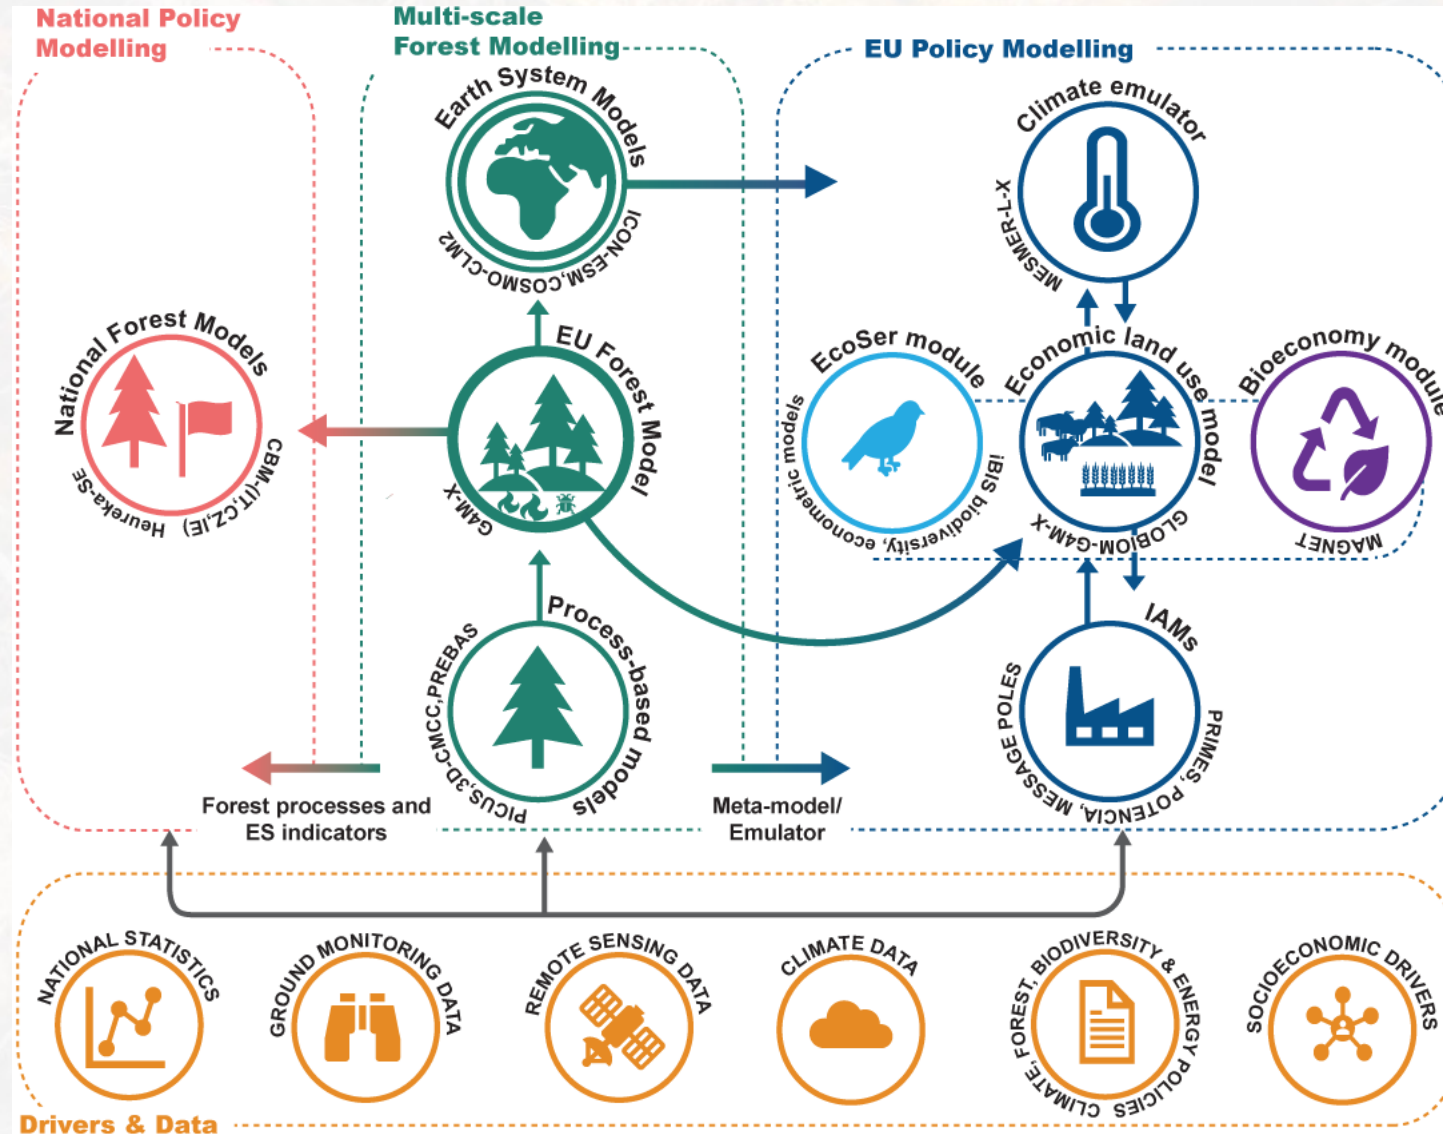 National Policy
Modelling
Multi-scale
Forest Modelling
EU Policy Modelling
Earth System Models
ICON-ESM,COSMO-CLM2
Climate emulator
MESMER-L-X
National Forest Models
CBM-(IT,CZ,IE) Heureka-SE
EU Forest Model
G4M-X
EcoSer module
iBIS biodiversity, econometric models
Economic land use model
GLOBIOM-G4M-X
Bioeconomy module
MAGNET
Process-based models
PICUS,3D-CMCC,PREBAS
IAMs
PRIMES, POTENCIA, MESSAGE POLES
Forest processes and
ES indicators
Meta-model/
Emulator
NATIONAL STATISTICS
GROUND MONITORING DATA
REMOTE SENSING DATA
CLIMATE DATA
CLIMATE, FOREST, BIODIVERSITY & ENERGY POLICIES
SOCIOECONOMIC DRIVERS
Drivers & Data